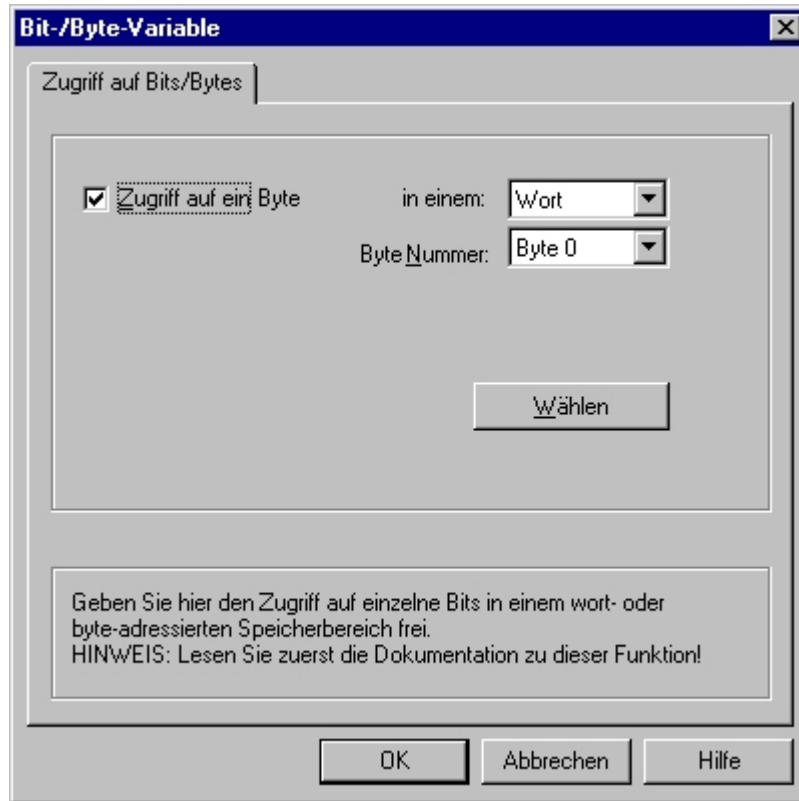 Bit-/Byte-Variable
Zugriff auf Bits/Bytes
Zugriff auf ein Byte in einem: Wort
Byte Nummer: Byte 0
Wählen
Geben Sie hier den Zugriff auf einzelne Bits in einem wort- oder
byte-adressierten Speicherbereich frei.
HINWEIS: Lesen Sie zuerst die Dokumentation zu dieser Funktion!
OK Abbrechen Hilfe